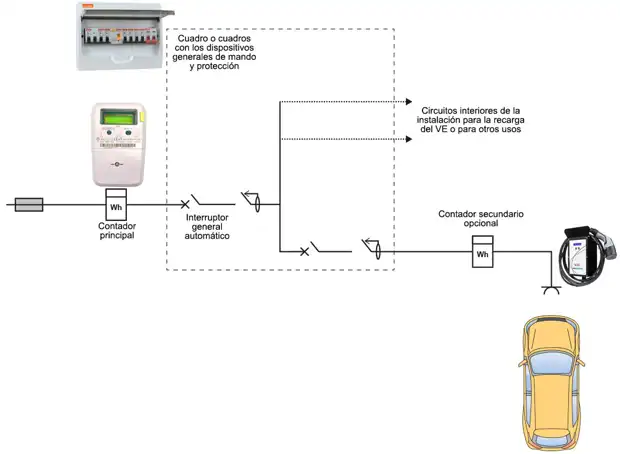 Cuadro o cuadros
con los dispositivos
generales de mando
y protección
Circuitos interiores de la
instalación para la recarga
del VE o para otros usos
Wh
Contador
principal
Interruptor
general
automático
Contador secundario
opcional
Wh